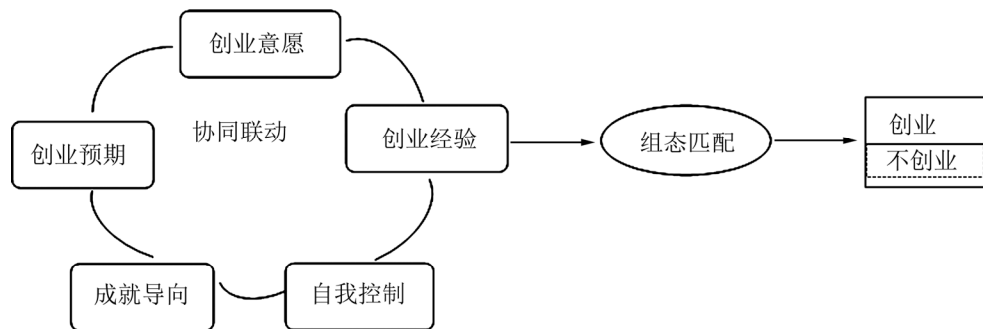 创业意愿
协同联动
创业预期
创业经验
成就导向
自我控制
组态匹配
创业
不创业